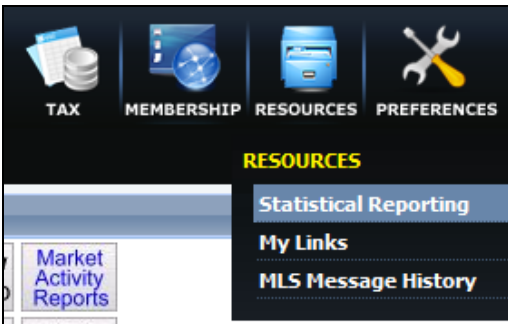 TAX MEMBERSHIP RESOURCES PREFERENCES
RESOURCES
Statistical Reporting
My Links
MLS Message History
Market
Activity
Reports